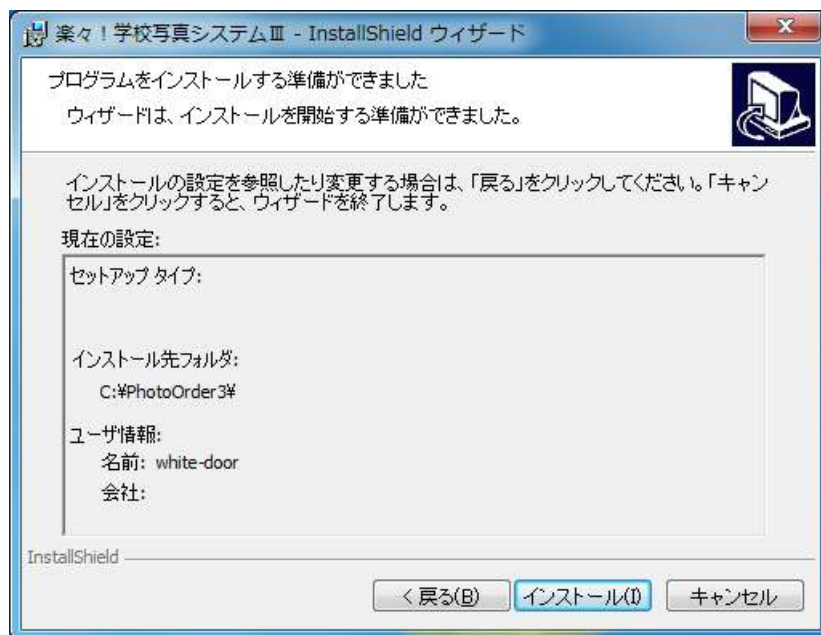 楽々！学校写真システムⅢ - InstallShield ウィザード
プログラムをインストールする準備ができました
ウィザードは、インストールを開始する準備ができました。
インストールの設定を参照したり変更する場合は、「戻る」をクリックしてください。「キャン
セル」をクリックすると、ウィザードを終了します。
現在の設定:
セットアップ タイプ:
インストール先フォルダ:
C:¥PhotoOrder3¥
ユーザ情報:
名前: white-door
会社:
InstallShield
< 戻る(B) インストール(I) キャンセル